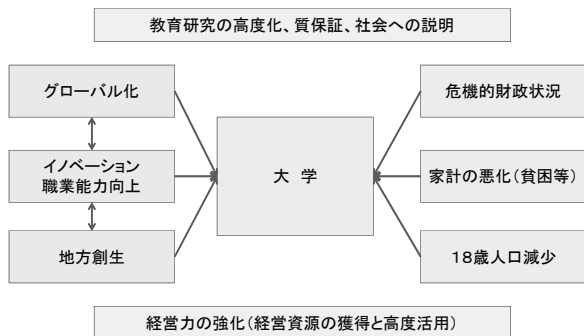 教育研究の高度化、質保証、社会への説明
グローバル化
イノベーション
職業能力向上
地方創生
大 学
危機的財政状況
家計の悪化(貧困等)
18歳人口減少
経営力の強化(経営資源の獲得と高度活用)